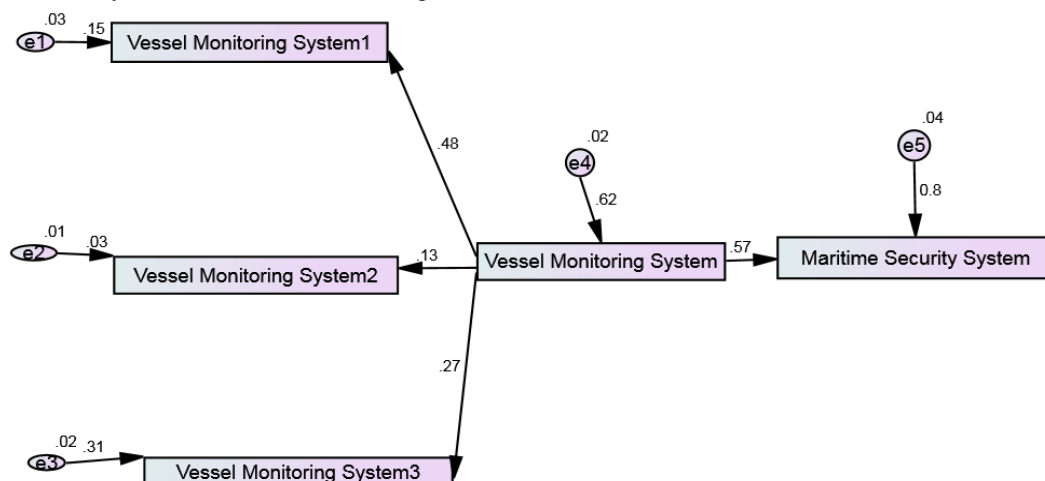 .03
e1
.15
Vessel Monitoring System1
.48
.02
e4
.62
.04
e5
0.8
.01
e2
.03
Vessel Monitoring System2
.13
Vessel Monitoring System
.57
Maritime Security System
.27
.02
e3
.31
Vessel Monitoring System3